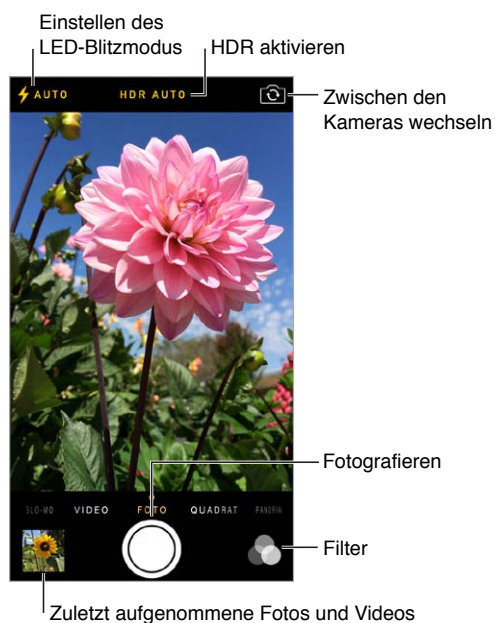 Einstellen des
LED-Blitzmodus
HDR aktivieren
AUTO
HDR AUTO
Zwischen den
Kameras wechseln
Fotografieren
SLO-MO VIDEO FOTO QUADRAT PANORAM
Filter
Zuletzt aufgenommene Fotos und Videos